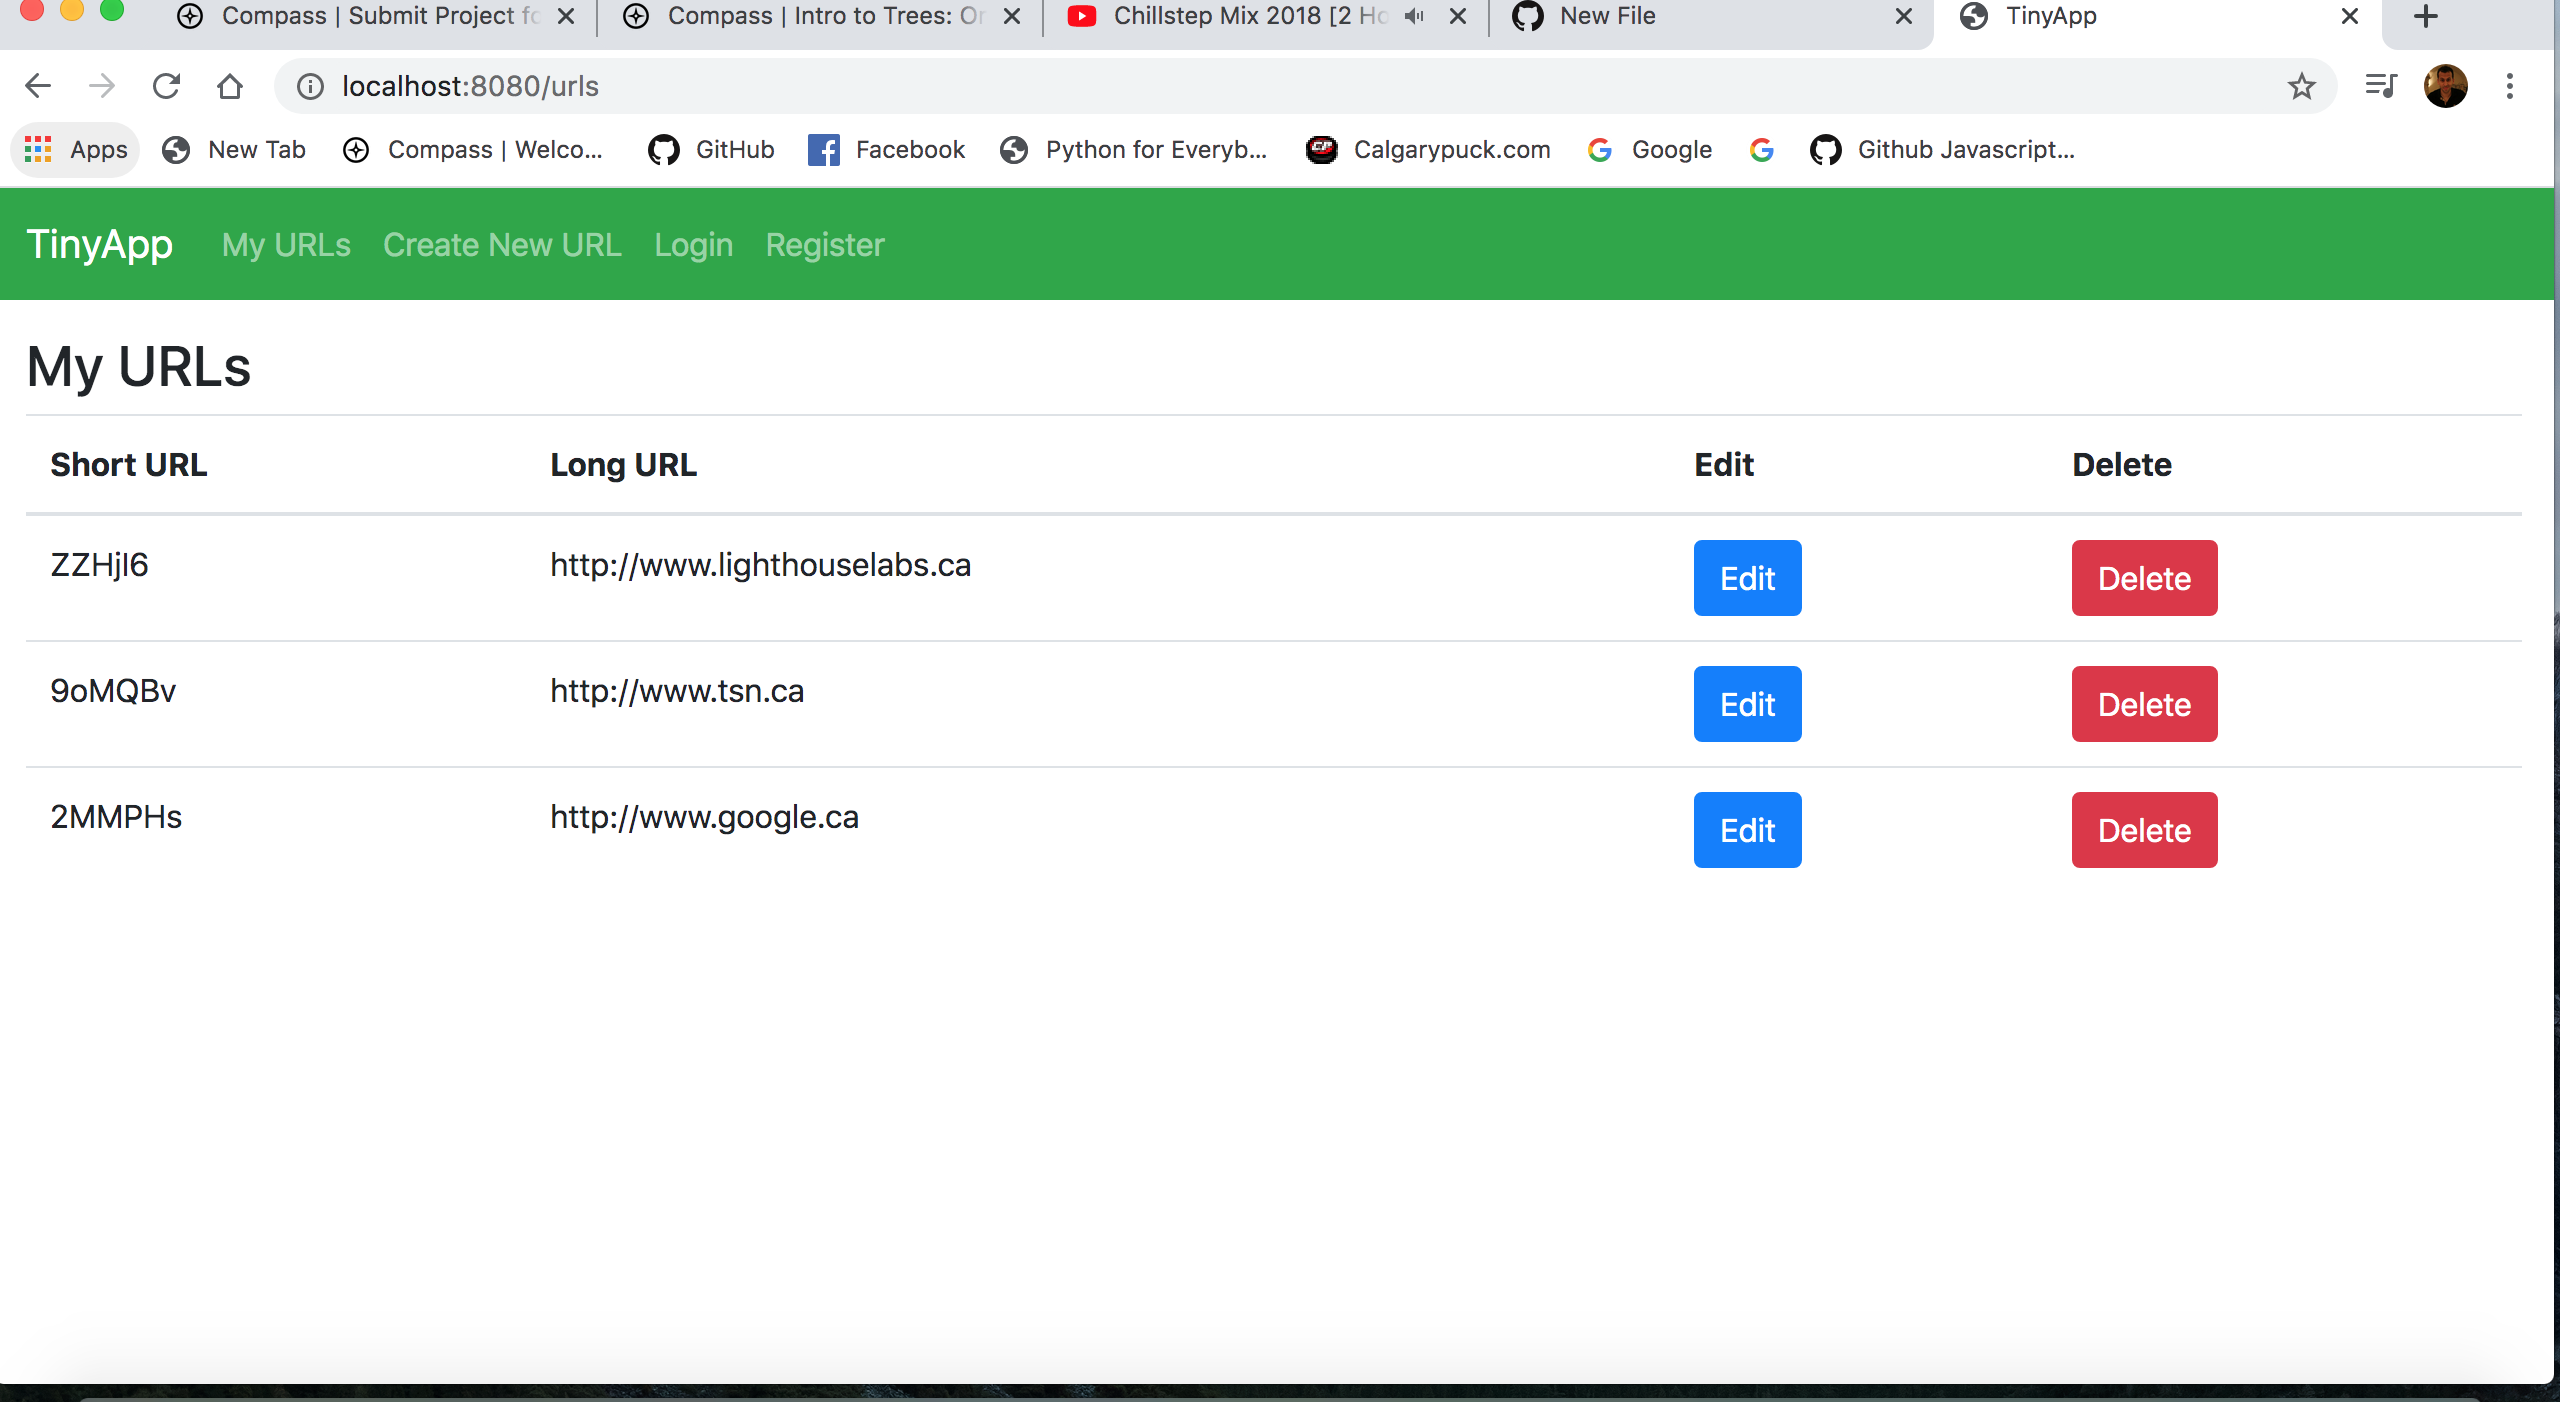 Compass | Submit Project fo
Compass | Intro to Trees: Or
Chillstep Mix 2018 [2 Ho
New File
TinyApp
localhost:8080/urls
Apps
New Tab
Compass | Welco...
GitHub
Facebook
Python for Everyb...
Calgarypuck.com
Google
Github Javascript...
TinyApp My URLs Create New URL Login Register
My URLs
Short URL Long URL Edit Delete
ZZHjl6 http://www.lighthouselabs.ca Edit Delete
9oMQBv http://www.tsn.ca Edit Delete
2MMPHs http://www.google.ca Edit Delete